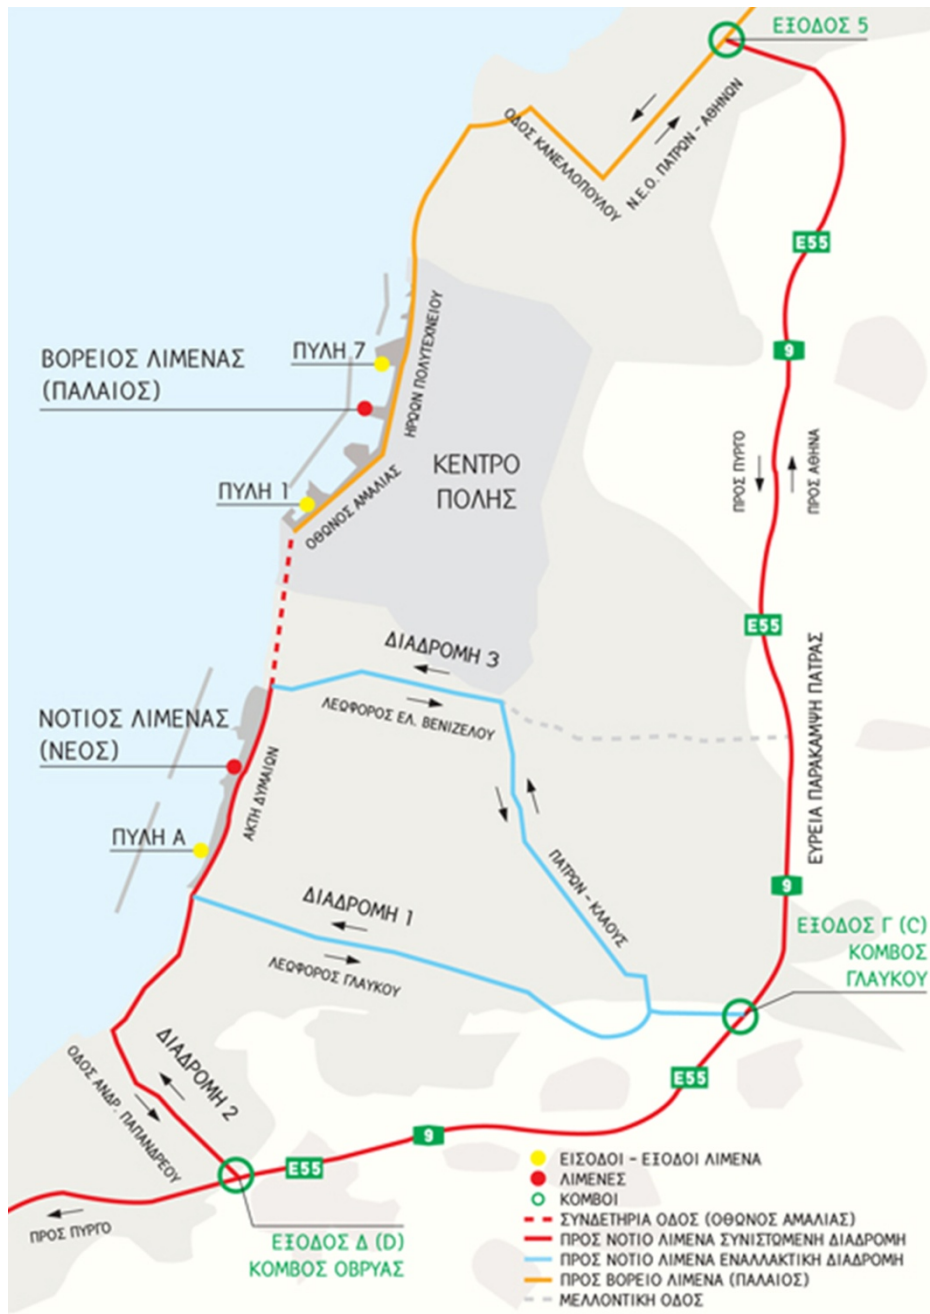 ΕΞΟΔΟΣ 5
ΟΔΟΣ ΚΑΝΕΛΛΟΠΟΥΛΟΥ
Ν.Ε.Ο. ΠΑΤΡΩΝ - ΑΘΗΝΩΝ
E55
ΗΡΩΩΝ ΠΟΛΥΤΕΧΝΕΙΟΥ
ΠΥΛΗ 7
9
ΒΟΡΕΙΟΣ ΛΙΜΕΝΑΣ
(ΠΑΛΑΙΟΣ)
ΚΕΝΤΡΟ
ΠΟΛΗΣ
ΠΡΟΣ ΠΥΡΓΟ
ΠΡΟΣ ΑΘΗΝΑ
ΠΥΛΗ 1
ΟΘΩΝΟΣ ΑΜΑΛΙΑΣ
E55
ΔΙΑΔΡΟΜΗ 3
ΛΕΩΦΟΡΟΣ ΕΛ. ΒΕΝΙΖΕΛΟΥ
ΝΟΤΙΟΣ ΛΙΜΕΝΑΣ
(ΝΕΟΣ)
ΑΚΤΗ ΔΥΜΑΙΩΝ
ΕΥΡΕΙΑ ΠΑΡΑΚΑΜΨΗ ΠΑΤΡΑΣ
ΠΥΛΗ Α
9
ΠΑΤΡΩΝ - ΚΛΑΟΥΣ
ΔΙΑΔΡΟΜΗ 1
ΛΕΩΦΟΡΟΣ ΓΛΑΥΚΟΥ
ΕΞΟΔΟΣ Γ (C)
ΚΟΜΒΟΣ
ΓΛΑΥΚΟΥ
ΔΙΑΔΡΟΜΗ 2
ΟΔΟΣ ΑΝΔΡ. ΠΑΠΑΝΔΡΕΟΥ
E55
9
E55
ΠΡΟΣ ΠΥΡΓΟ
ΕΞΟΔΟΣ Δ (D)
ΚΟΜΒΟΣ ΟΒΡΥΑΣ
ΕΙΣΟΔΟΙ - ΕΞΟΔΟΙ ΛΙΜΕΝΑ
ΛΙΜΕΝΕΣ
ΚΟΜΒΟΙ
ΣΥΝΔΕΤΗΡΙΑ ΟΔΟΣ (ΟΘΩΝΟΣ ΑΜΑΛΙΑΣ)
ΠΡΟΣ ΝΟΤΙΟ ΛΙΜΕΝΑ ΣΥΝΙΣΤΩΜΕΝΗ ΔΙΑΔΡΟΜΗ
ΠΡΟΣ ΝΟΤΙΟ ΛΙΜΕΝΑ ΕΝΑΛΛΑΚΤΙΚΗ ΔΙΑΔΡΟΜΗ
ΠΡΟΣ ΒΟΡΕΙΟ ΛΙΜΕΝΑ (ΠΑΛΑΙΟΣ)
ΜΕΛΛΟΝΤΙΚΗ ΟΔΟΣ